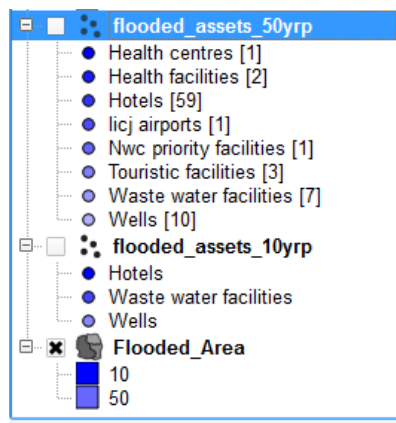 flooded_assets_50yrp
Health centres [1]
Health facilities [2]
Hotels [59]
licj airports [1]
Nwc priority facilities [1]
Touristic facilities [3]
Waste water facilities [7]
Wells [10]
flooded_assets_10yrp
Hotels
Waste water facilities
Wells
Flooded_Area
10
50